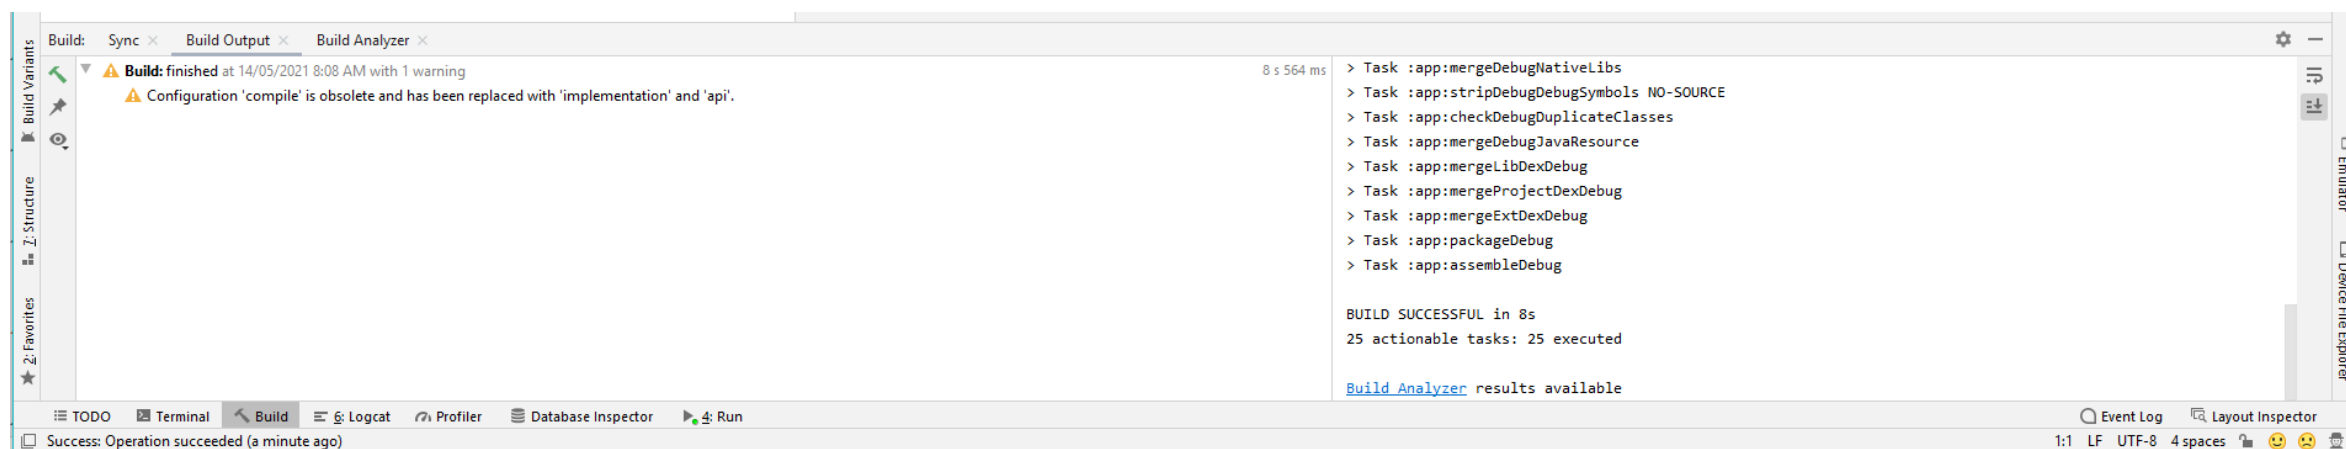 Build: Sync Build Output Build Analyzer
Build Variants
7: Structure
2: Favorites
Build: finished at 14/05/2021 8:08 AM with 1 warning 8 s 564 ms
Configuration 'compile' is obsolete and has been replaced with 'implementation' and 'api'.
> Task :app:mergeDebugNativeLibs
> Task :app:stripDebugDebugSymbols NO-SOURCE
> Task :app:checkDebugDuplicateClasses
> Task :app:mergeDebugJavaResource
> Task :app:mergeLibDexDebug
> Task :app:mergeProjectDexDebug
> Task :app:mergeExtDexDebug
> Task :app:packageDebug
> Task :app:assembleDebug
BUILD SUCCESSFUL in 8s
25 actionable tasks: 25 executed
Build Analyzer results available
Emulator
Device File Explorer
TODO Terminal Build 6: Logcat Profiler Database Inspector 4: Run Event Log Layout Inspector
Success: Operation succeeded (a minute ago) 1:1 LF UTF-8 4 spaces